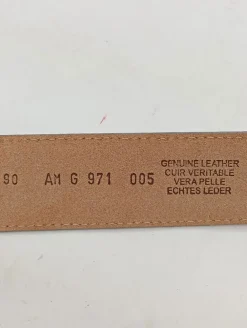 90 AM G 971 005
GENUINE LEATHER
CUIR VERITABLE
VERA PELLE
ECHTES LEDER